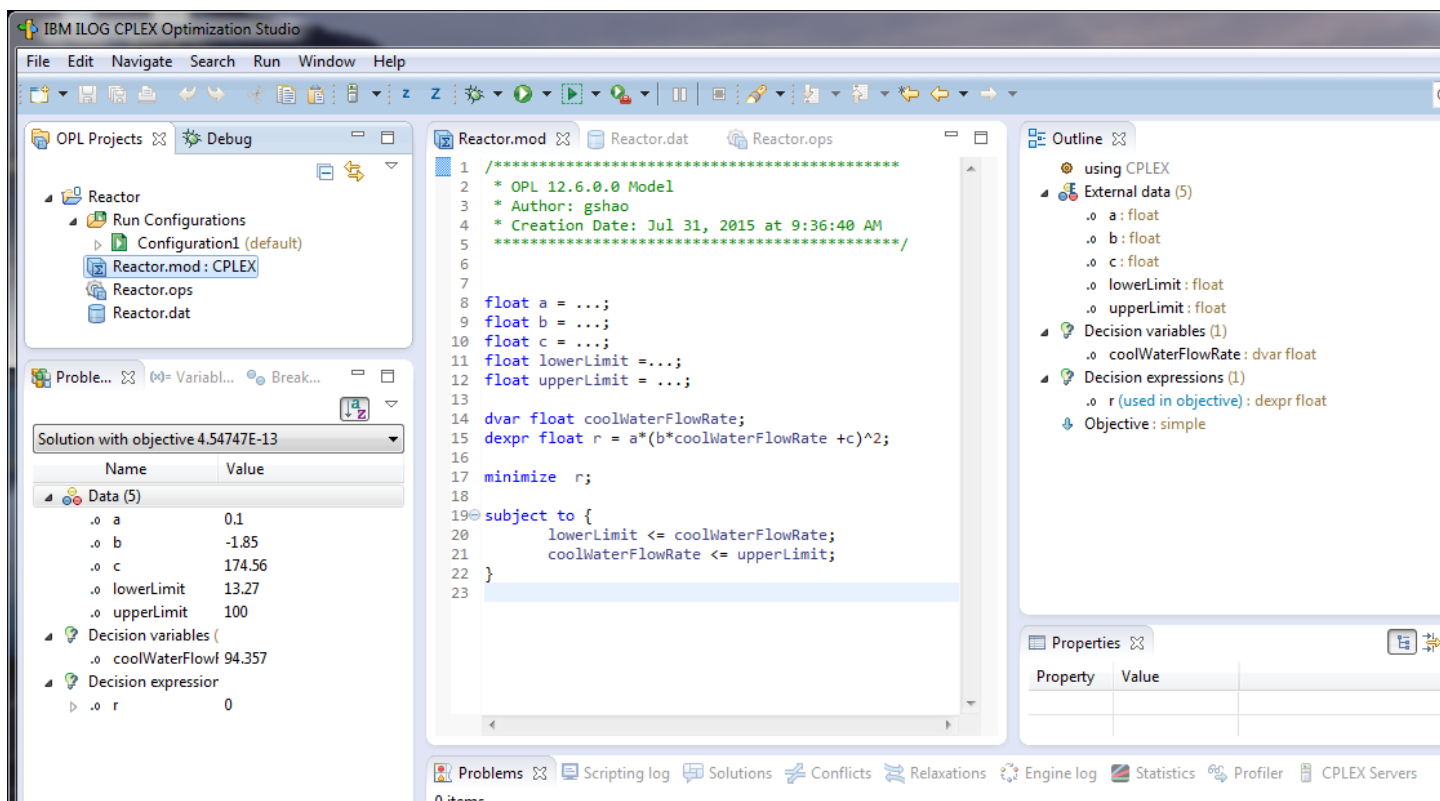 IBM ILOG CPLEX Optimization Studio
File Edit Navigate Search Run Window Help
OPL Projects
Debug
Reactor
Run Configurations
Configuration1 (default)
Reactor.mod : CPLEX
Reactor.ops
Reactor.dat
Proble...
(x)= Variabl...
Break...
Solution with objective 4.54747E-13
Name Value
Data (5)
a 0.1
b -1.85
c 174.56
lowerLimit 13.27
upperLimit 100
Decision variables (
coolWaterFlowF 94.357
Decision expression
r 0
Reactor.mod Reactor.dat Reactor.ops
1 /*********************************************
2 * OPL 12.6.0.0 Model
3 * Author: gshao
4 * Creation Date: Jul 31, 2015 at 9:36:40 AM
5 *********************************************/
6
7
8 float a = ...;
9 float b = ...;
10 float c = ...;
11 float lowerLimit =...;
12 float upperLimit = ...;
13
14 dvar float coolWaterFlowRate;
15 dexpr float r = a*(b*coolWaterFlowRate +c)^2;
16
17 minimize  r;
18
19 subject to {
20 lowerLimit <= coolWaterFlowRate;
21 coolWaterFlowRate <= upperLimit;
22 }
23
Outline
using CPLEX
External data (5)
a : float
b : float
c : float
lowerLimit : float
upperLimit : float
Decision variables (1)
coolWaterFlowRate : dvar float
Decision expressions (1)
r (used in objective) : dexpr float
Objective : simple
Properties
Property Value
Problems Scripting log Solutions Conflicts Relaxations Engine log Statistics Profiler CPLEX Servers
0 items